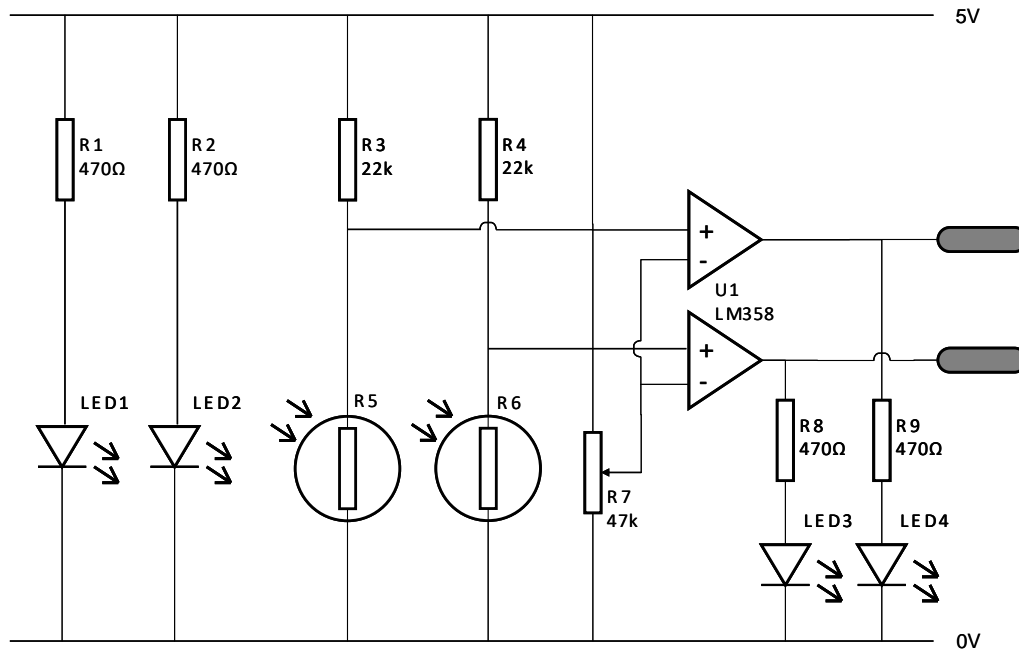 5V
R1
470Ω
R2
470Ω
R3
22k
R4
22k
+
-
U1
LM358
+
-
LED1
LED2
R5
R6
R7
47k
R8
470Ω
R9
470Ω
LED3
LED4
0V